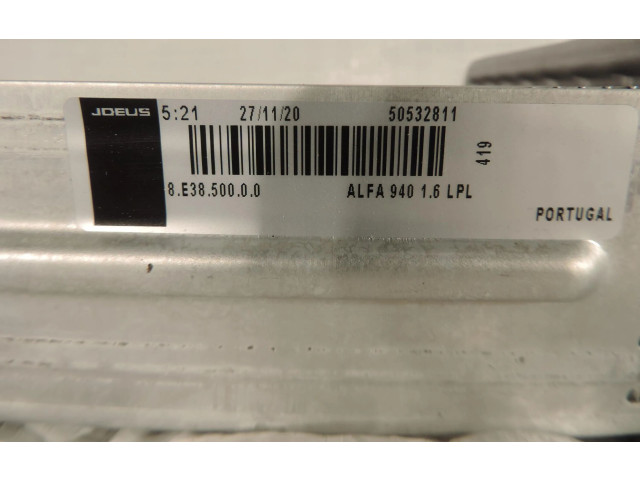 JDEUS 5:21 27/11/20 50532811
419
8.E38.500.0.0 ALFA 940 1.6 LPL
PORTUGAL